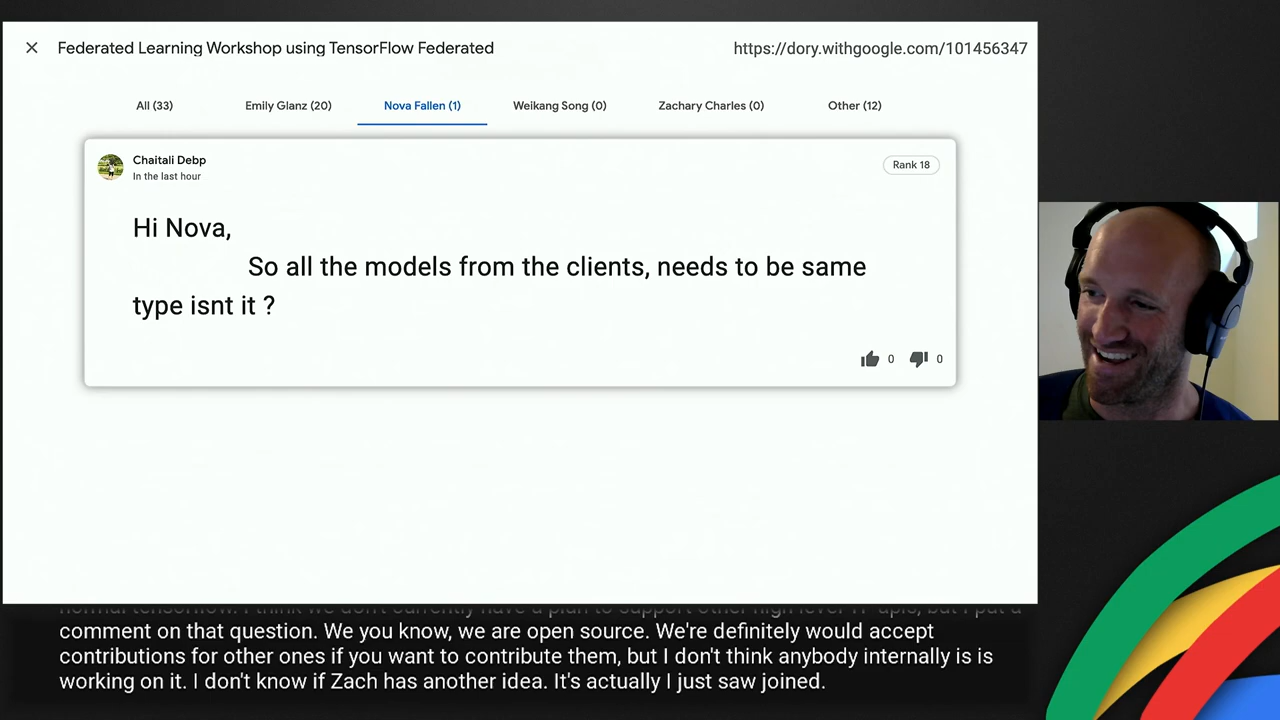 Federated Learning Workshop using TensorFlow Federated
https://dory.withgoogle.com/101456347
All (33)
Emily Glanz (20)
Nova Fallen (1)
Weikang Song (0)
Zachary Charles (0)
Other (12)
Chaitali Debp
In the last hour
Rank 18
Hi Nova,
So all the models from the clients, needs to be same
type isnt it ?
0
0
comment on that question. We you know, we are open source. We're definitely would accept
contributions for other ones if you want to contribute them, but I don't think anybody internally is is
working on it. I don't know if Zach has another idea. It's actually I just saw joined.